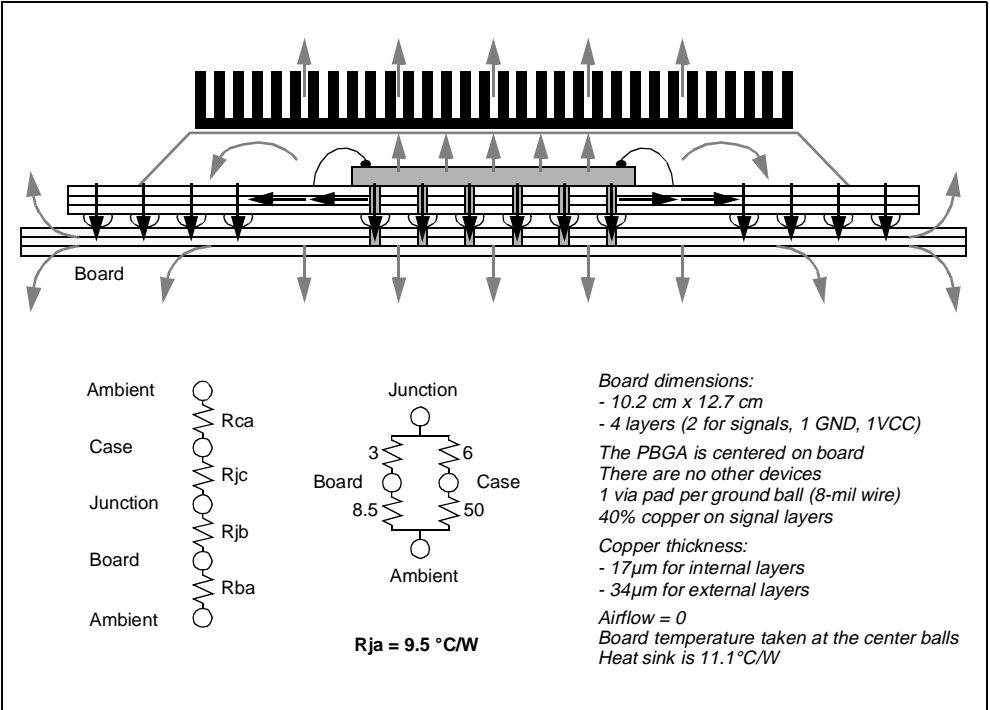 Board
Ambient
Rca
Case
Rjc
Junction
Rjb
Board
Rba
Ambient
Junction
3
6
Board
Case
8.5
50
Ambient
Rja = 9.5 °C/W
Board dimensions:
- 10.2 cm x 12.7 cm
- 4 layers (2 for signals, 1 GND, 1VCC)
The PBGA is centered on board
There are no other devices
1 via pad per ground ball (8-mil wire)
40% copper on signal layers
Copper thickness:
- 17µm for internal layers
- 34µm for external layers
Airflow = 0
Board temperature taken at the center balls
Heat sink is 11.1°C/W